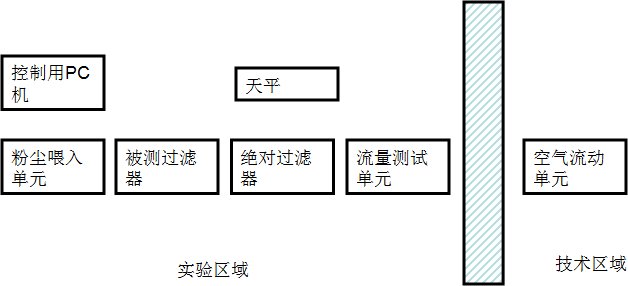 控制用PC
机
天平
粉尘喂入
单元
被测过滤
器
绝对过滤
器
流量测试
单元
空气流动
单元
实验区域
技术区域